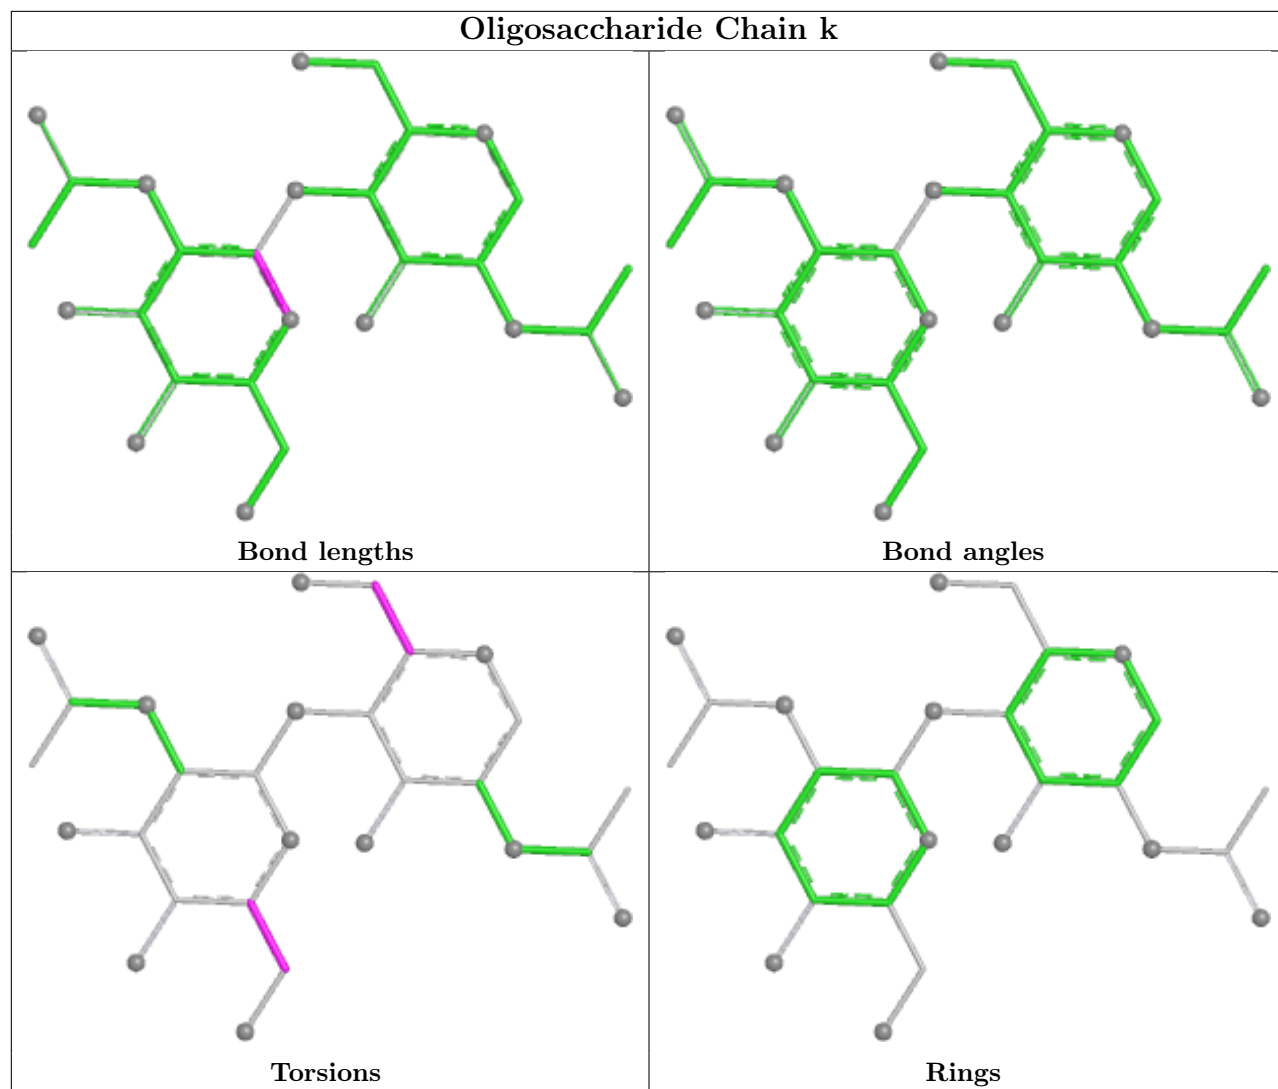 Oligosaccharide Chain k
Bond lengths
Bond angles
Torsions
Rings